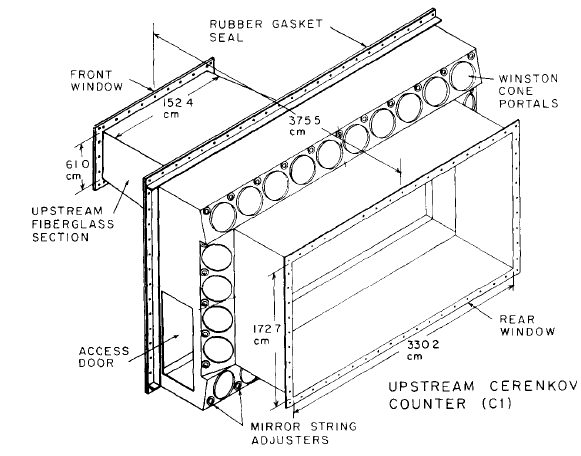 RUBBER GASKET
SEAL
FRONT
WINDOW
152.4
cm
375.5
cm
WINSTON
CONE
PORTALS
61.0
cm
UPSTREAM
FIBERGLASS
SECTION
172.7
cm
330.2
cm
REAR
WINDOW
ACCESS
DOOR
UPSTREAM CERENKOV
COUNTER (C1)
MIRROR STRING
ADJUSTERS